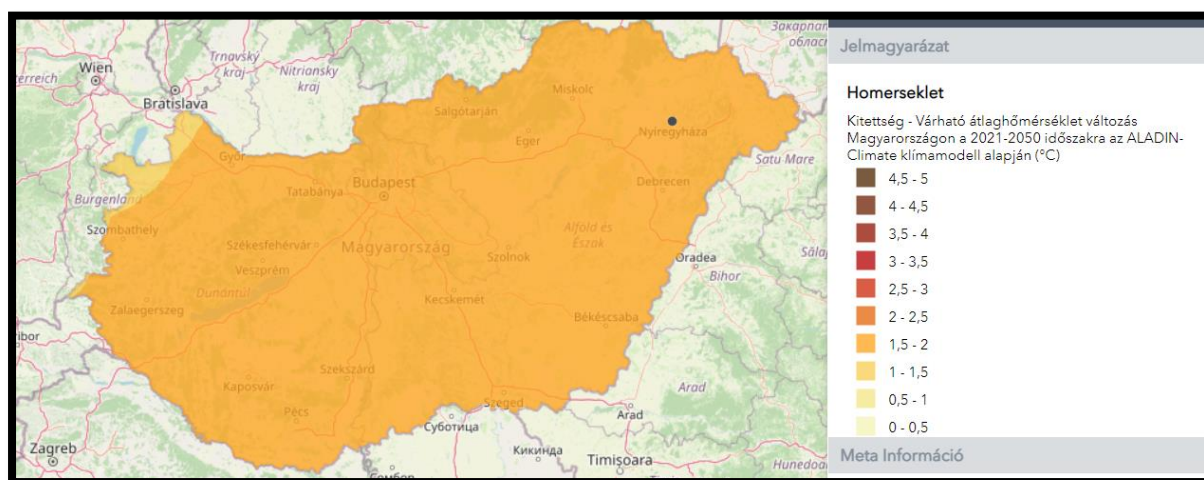 Wien
Trnavský
kraj
Nitriansky
kraj
Bratislava
Закарпат
област
Salgótarján
Miskolc
Nyíregyháza
Eger
Satu Mare
Győr
Tatabánya
Budapest
Debrecen
Burgenland
Szombathely
Székesfehérvár
Magyarország
Alföld és
Észak
Szolnok
Oradea
Bihor
Veszprém
Dunántúl
Zalaegerszeg
Kecskemét
Békéscsaba
Szekszárd
Kaposvár
Pécs
Szeged
Arad
Arad
Суботица
Zagreb
Кикинда
Timișoara
Hunedoa
Jelmagyarázat
Homerseklet
Kitettség - Várható átlaghőmérséklet változás
Magyarországon a 2021-2050 időszakra az ALADIN-
Climate klímamodell alapján (°C)
4,5 - 5
4 - 4,5
3,5 - 4
3 - 3,5
2,5 - 3
2 - 2,5
1,5 - 2
1 - 1,5
0,5 - 1
0 - 0,5
Meta Információ